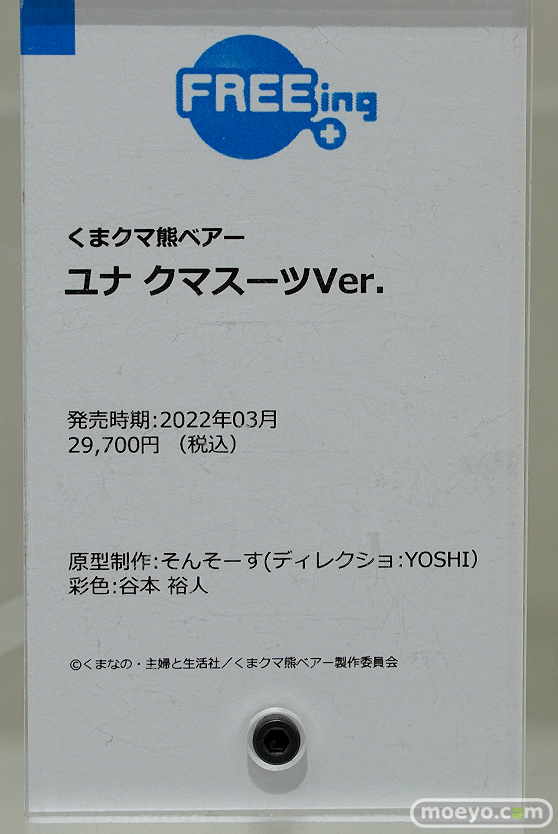 FREEing
くまクマ熊ベアー
ユナ クマスーツVer.
発売時期:2022年03月
29,700円 （税込）
原型制作:そんそーす(ディレクショ:YOSHI）
彩色:谷本 裕人
©くまなの・主婦と生活社／くまクマ熊ベアー製作委員会
moeyo.com